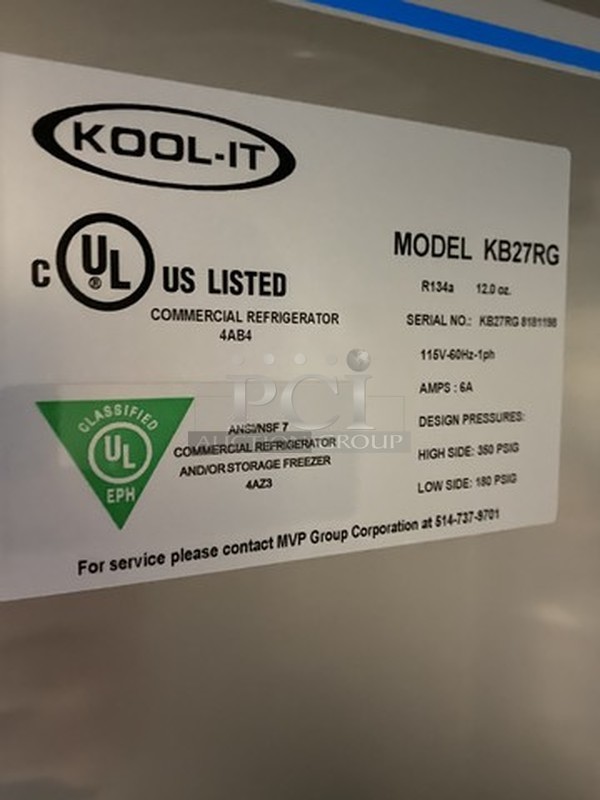 KOOL-IT
C UL ® US LISTED
COMMERCIAL REFRIGERATOR
4AB4
MODEL KB27RG
R134a 12.0 oz.
SERIAL NO.: KB27RG 8181198
115V-60Hz-1ph
AMPS : 6A
DESIGN PRESSURES:
HIGH SIDE: 350 PSIG
LOW SIDE: 180 PSIG
CLASSIFIED
UL
EPH
ANSI/NSF 7
COMMERCIAL REFRIGERATOR
AND/OR STORAGE FREEZER
4AZ3
PCI
AUCTION GROUP
For service please contact MVP Group Corporation at 514-737-9701